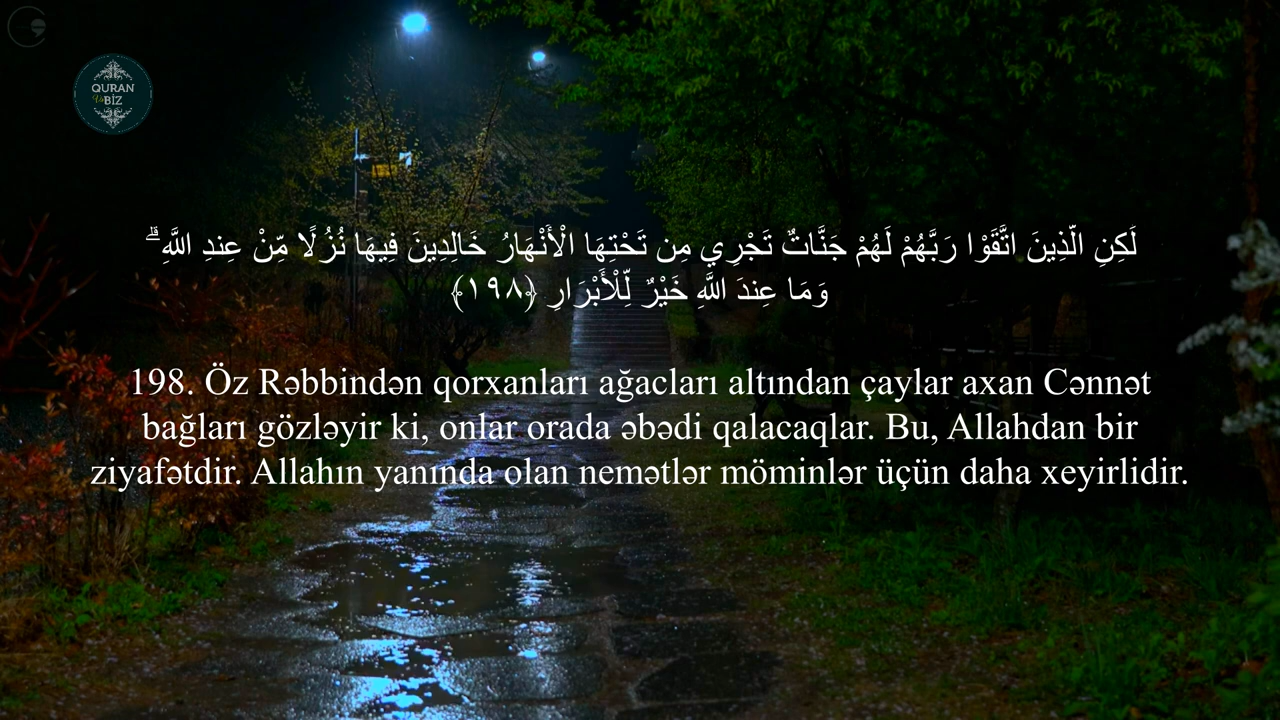 QURAN
və BİZ
لَكِنِ الَّذِينَ اتَّقَوْا رَبَّهُمْ لَهُمْ جَنَّاتٌ تَجْرِي مِن تَحْتِهَا الْأَنْهَارُ خَالِدِينَ فِيهَا نُزُلًا مِّنْ عِندِ اللَّهِ ۗ
وَمَا عِندَ اللَّهِ خَيْرٌ لِّلْأَبْرَارِ ﴿١٩٨﴾
198. Öz Rəbbindən qorxanları ağacları altından çaylar axan Cənnət
bağları gözləyir ki, onlar orada əbədi qalacaqlar. Bu, Allahdan bir
ziyafətdir. Allahın yanında olan nemətlər möminlər üçün daha xeyirlidir.